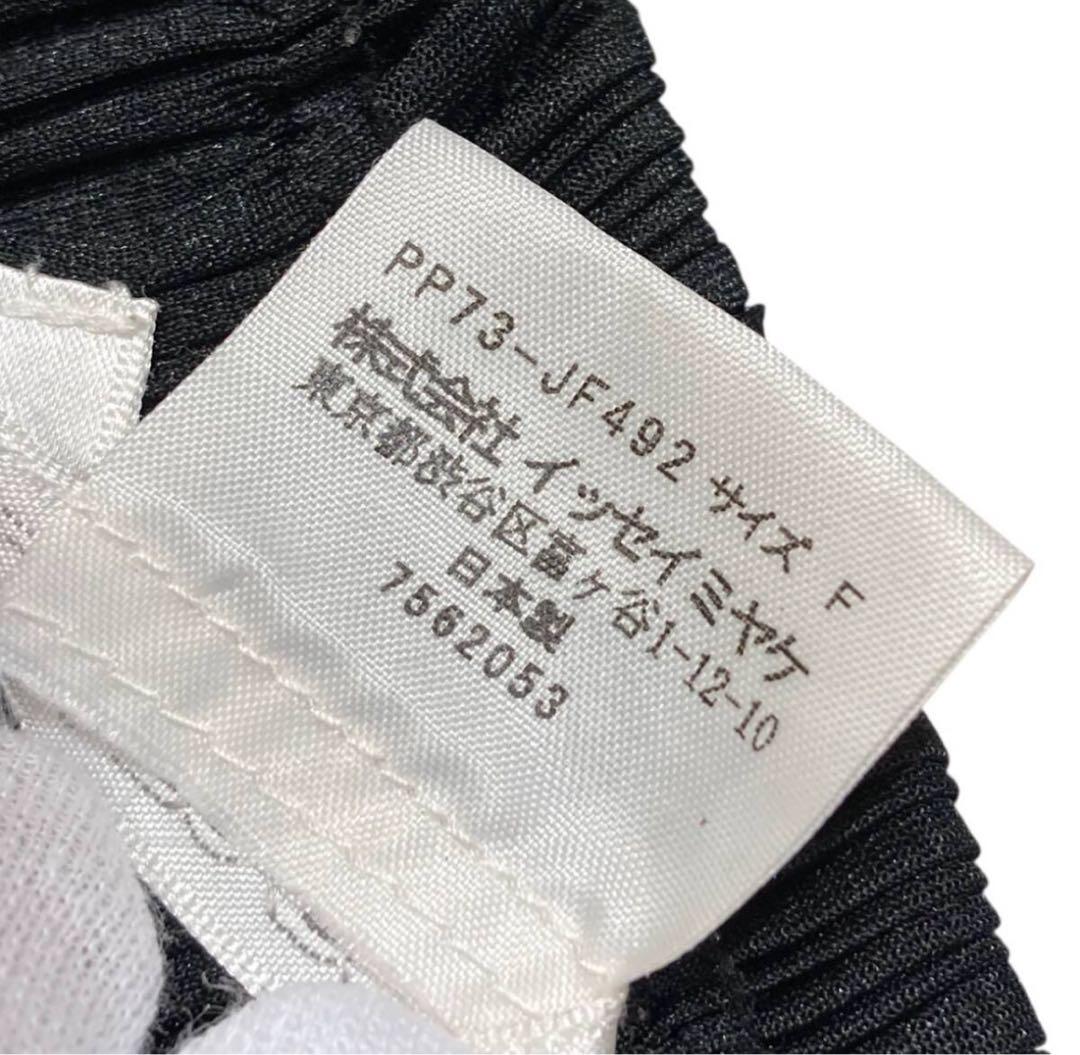 PP73-JF492 サイズ F
株式会社 イッセイミヤケ
東京都渋谷区富ヶ谷1-12-10
日本製
7562053